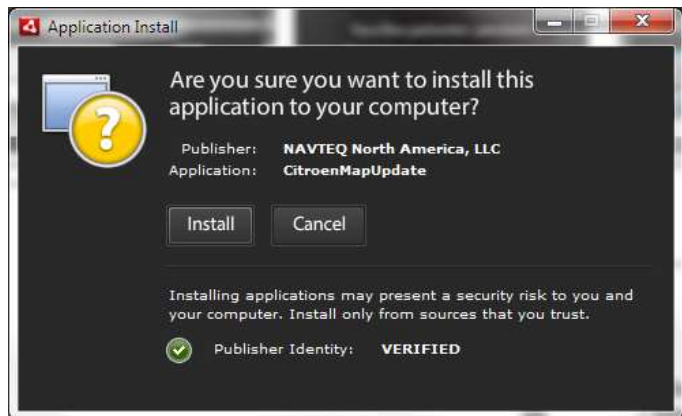 Application Install
Are you sure you want to install this
application to your computer?
Publisher: NAVTEQ North America, LLC
Application: CitroenMapUpdate
Install Cancel
Installing applications may present a security risk to you and
your computer. Install only from sources that you trust.
Publisher Identity: VERIFIED